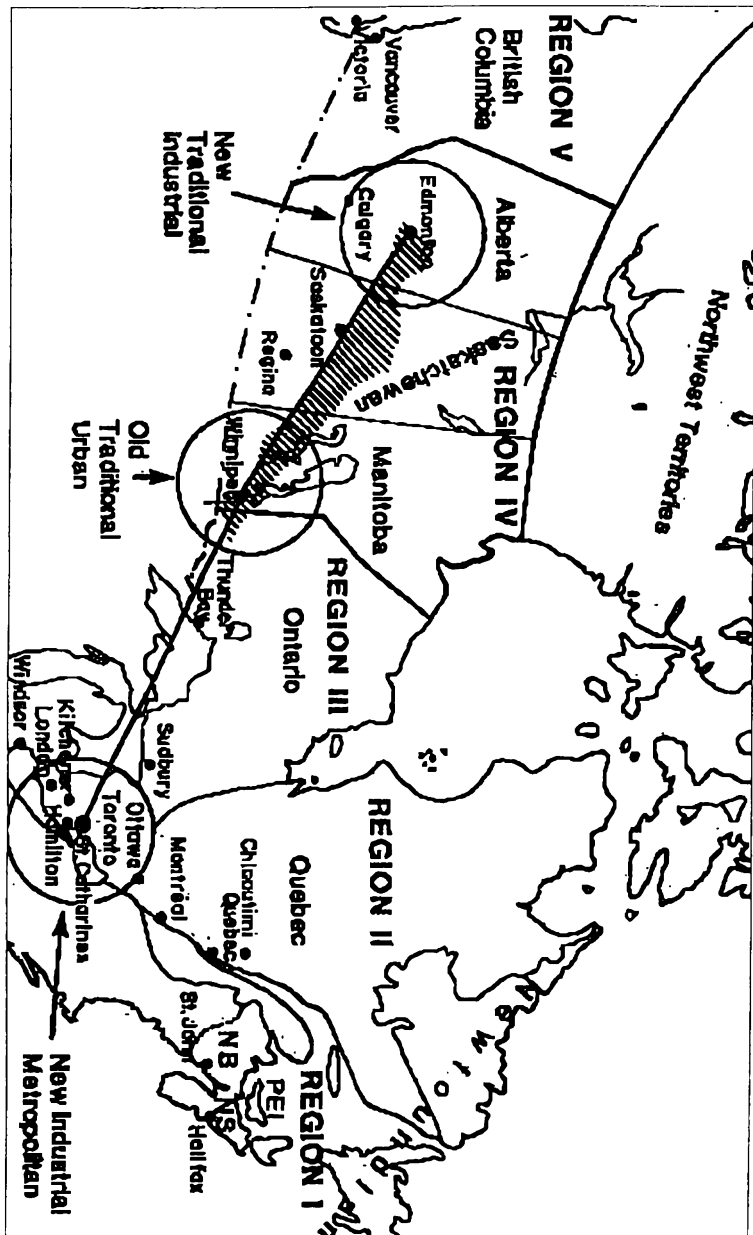 Northwest Territories
REGION V
British
Columbia
Vancouver
Victoria
Alberta
Edmonton
Calgary
New
Traditional
Industrial
REGION IV
Saskatchewan
Saskatoon
Regina
Manitoba
Winnipeg
Old
Traditional
Urban
REGION III
Ontario
Thunder
Bay
Sudbury
Ottawa
Toronto
St. Catharines
Hamilton
Kitchener
London
Windsor
New Industrial
Metropolitan
REGION II
Quebec
Chicoutimi
Quebec
Montréal
N W T O
REGION I
NB
PEI
NS
St. John
Halifax